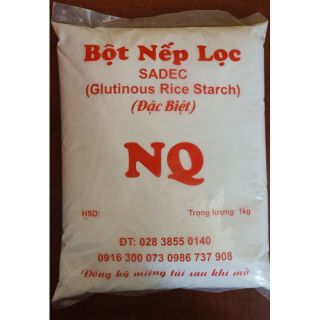 Bột Nếp Lọc
SADEC
(Glutinous Rice Starch)
(Đặc Biệt)
NQ
HSD: Trọng lượng: 1kg
ĐT: 028 3855 0140
0916 300 073 0986 737 908
Đóng kỹ miệng túi sau khi mở